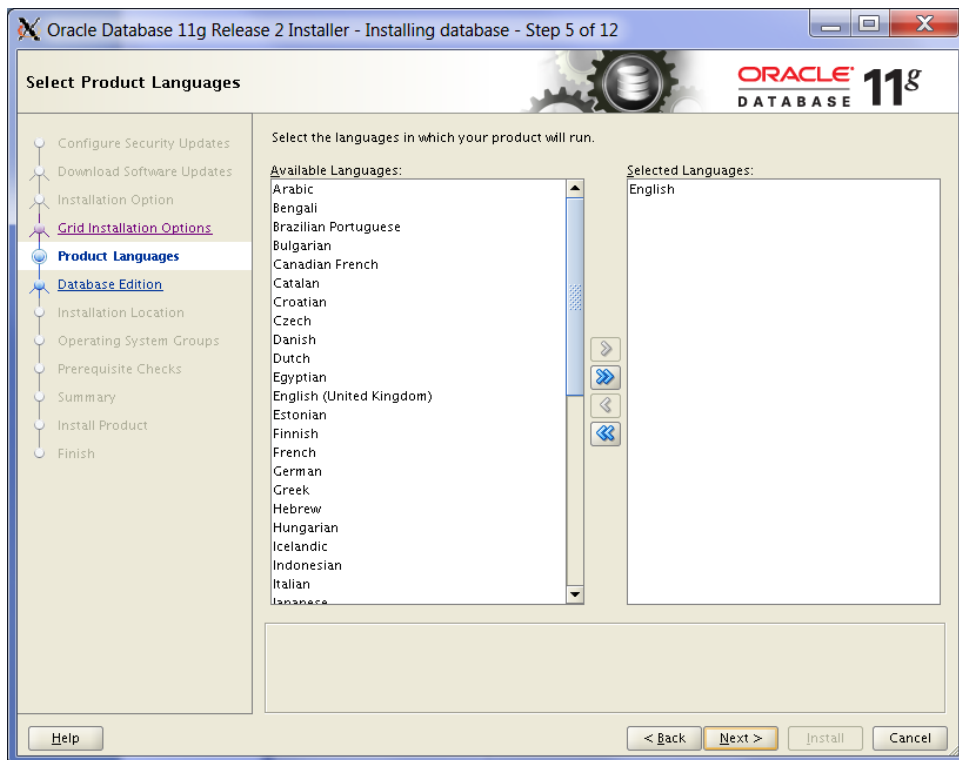 Oracle Database 11g Release 2 Installer - Installing database - Step 5 of 12
Select Product Languages
ORACLE
DATABASE
11g
Configure Security Updates
Download Software Updates
Installation Option
Grid Installation Options
Product Languages
Database Edition
Installation Location
Operating System Groups
Prerequisite Checks
Summary
Install Product
Finish
Select the languages in which your product will run.
Available Languages:
Arabic
Bengali
Brazilian Portuguese
Bulgarian
Canadian French
Catalan
Croatian
Czech
Danish
Dutch
Egyptian
English (United Kingdom)
Estonian
Finnish
French
German
Greek
Hebrew
Hungarian
Icelandic
Indonesian
Italian
Japanese
Selected Languages:
English
Help
< Back
Next >
Install
Cancel